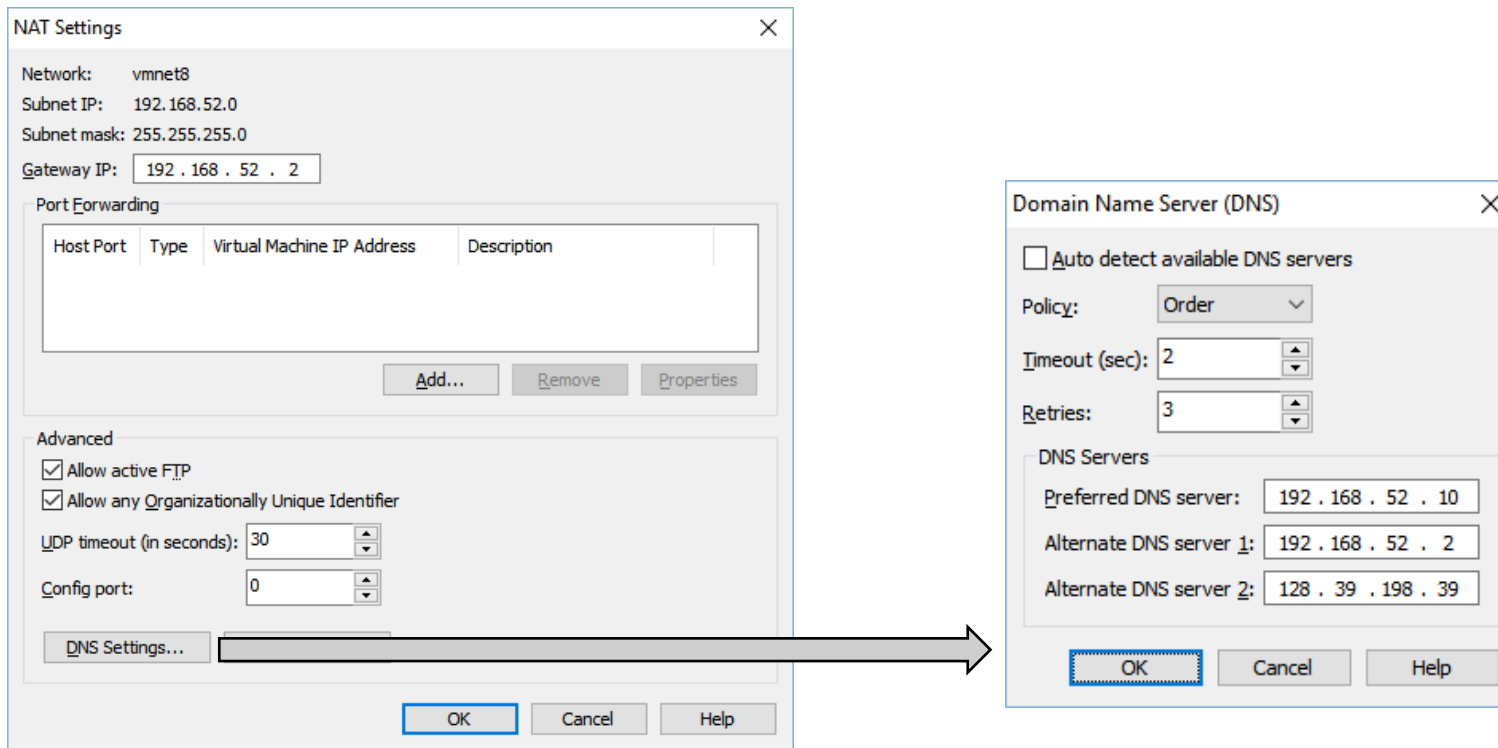 NAT Settings
Network: vmnet8
Subnet IP: 192.168.52.0
Subnet mask: 255.255.255.0
Gateway IP: 192 . 168 . 52 . 2
Port Forwarding
Host Port Type Virtual Machine IP Address Description
Add... Remove Properties
Advanced
Allow active FTP
Allow any Organizationally Unique Identifier
UDP timeout (in seconds): 30
Config port: 0
DNS Settings...
OK Cancel Help
Domain Name Server (DNS)
Auto detect available DNS servers
Policy: Order
Timeout (sec): 2
Retries: 3
DNS Servers
Preferred DNS server: 192 . 168 . 52 . 10
Alternate DNS server 1: 192 . 168 . 52 . 2
Alternate DNS server 2: 128 . 39 . 198 . 39
OK Cancel Help